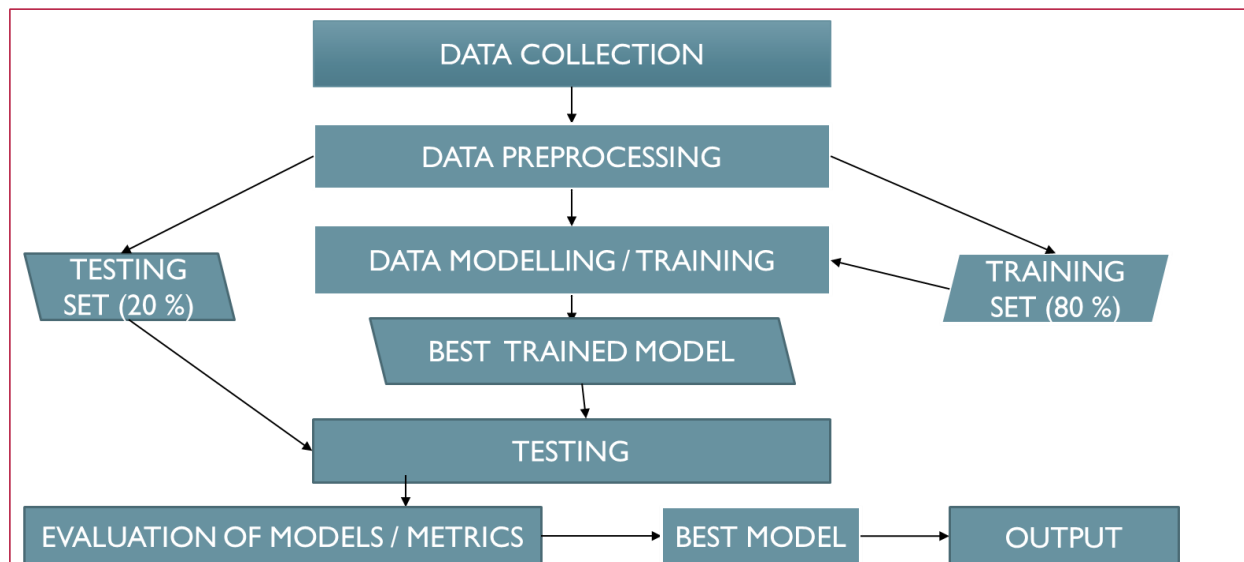 DATA COLLECTION
DATA PREPROCESSING
DATA MODELLING / TRAINING
TESTING
SET (20 %)
TRAINING
SET (80 %)
BEST TRAINED MODEL
TESTING
EVALUATION OF MODELS / METRICS
BEST MODEL
OUTPUT